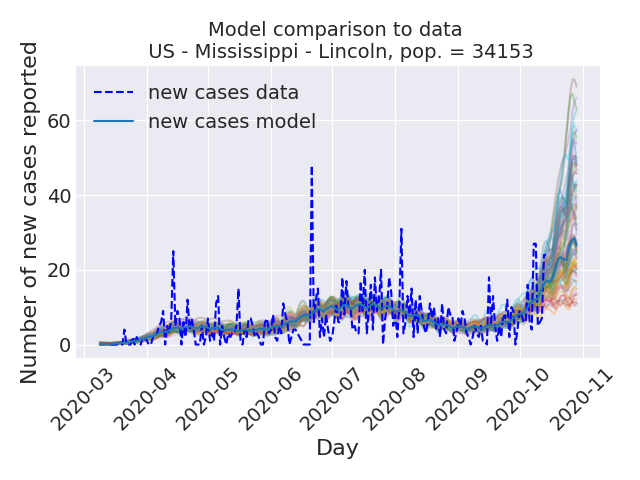 Model comparison to data
US - Mississippi - Lincoln, pop. = 34153
new cases data
new cases model
Number of new cases reported
60
40
20
0
2020-03
2020-04
2020-05
2020-06
2020-07
2020-08
2020-09
2020-10
2020-11
Day